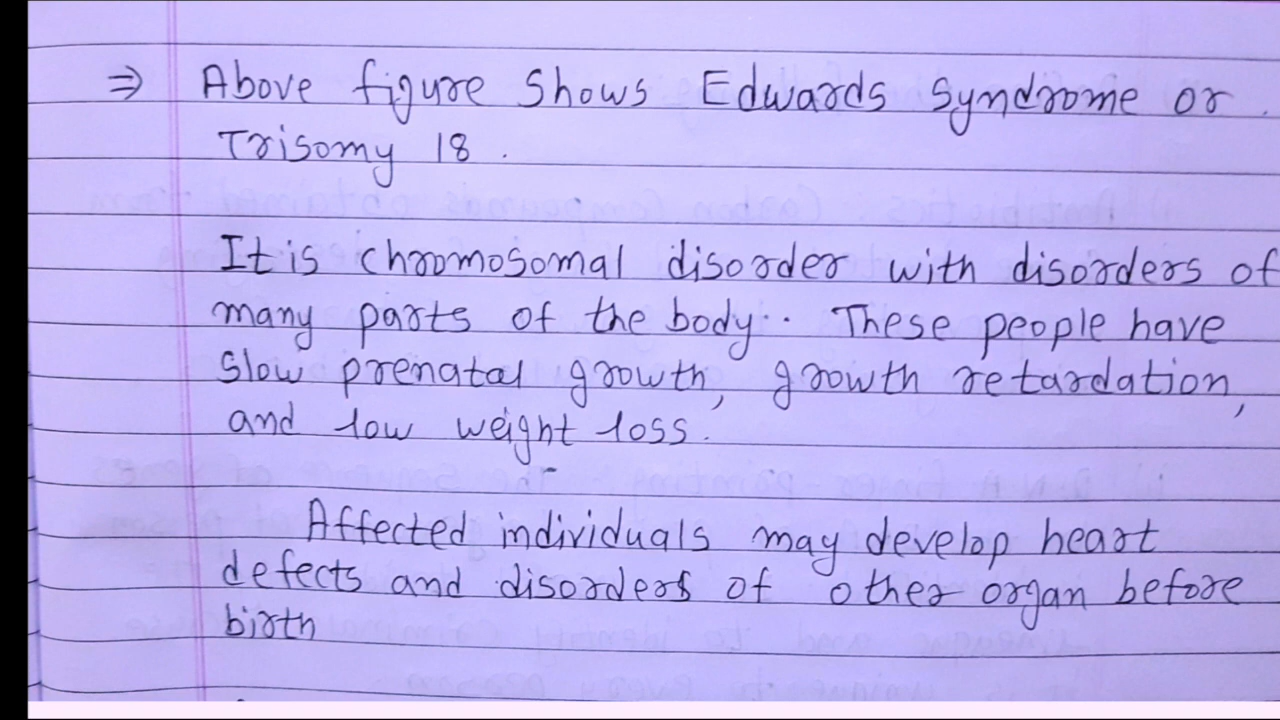 ⇒ Above figure Shows Edwards Syndrome or
Trisomy 18.
It is chromosomal disorder with disorders of
many parts of the body.. These people have
slow prenatal growth, growth retardation,
and low weight loss.
Affected individuals may develop heart
defects and disorders of other organ before
birth